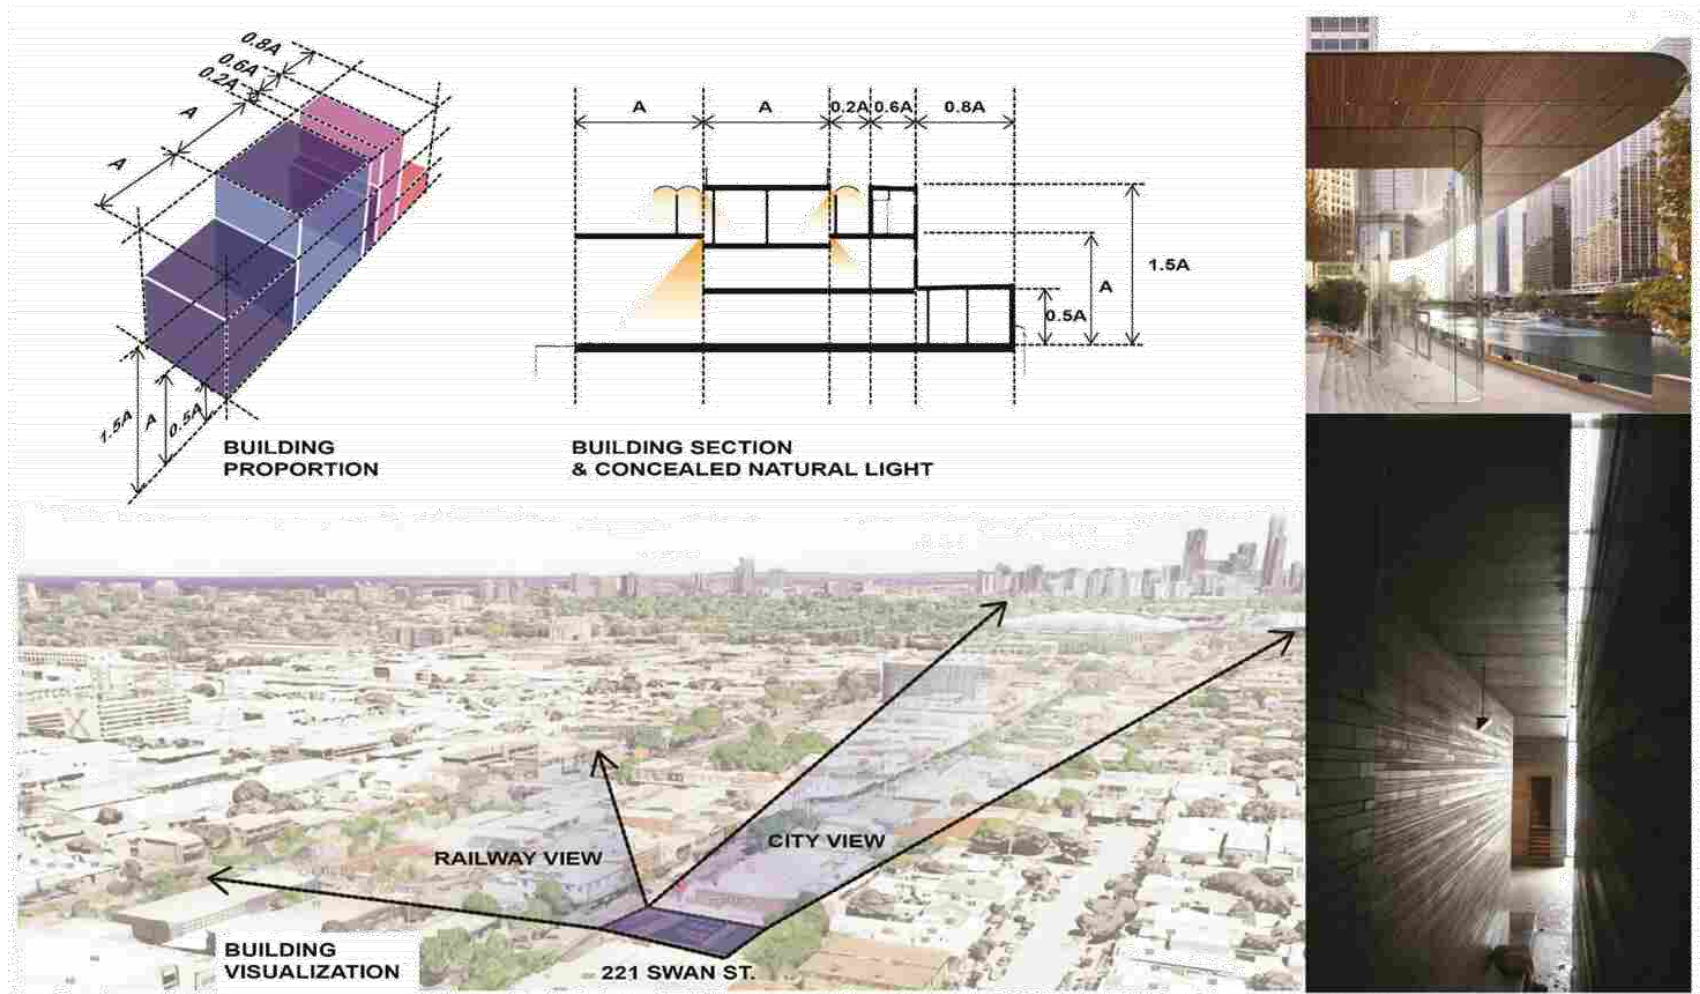 0.8A
0.6A
0.2A
A
A
1.5A
A
0.5A
BUILDING
PROPORTION
A A 0.2A 0.6A 0.8A
1.5A
A
0.5A
BUILDING SECTION
& CONCEALED NATURAL LIGHT
RAILWAY VIEW
CITY VIEW
BUILDING
VISUALIZATION
221 SWAN ST.